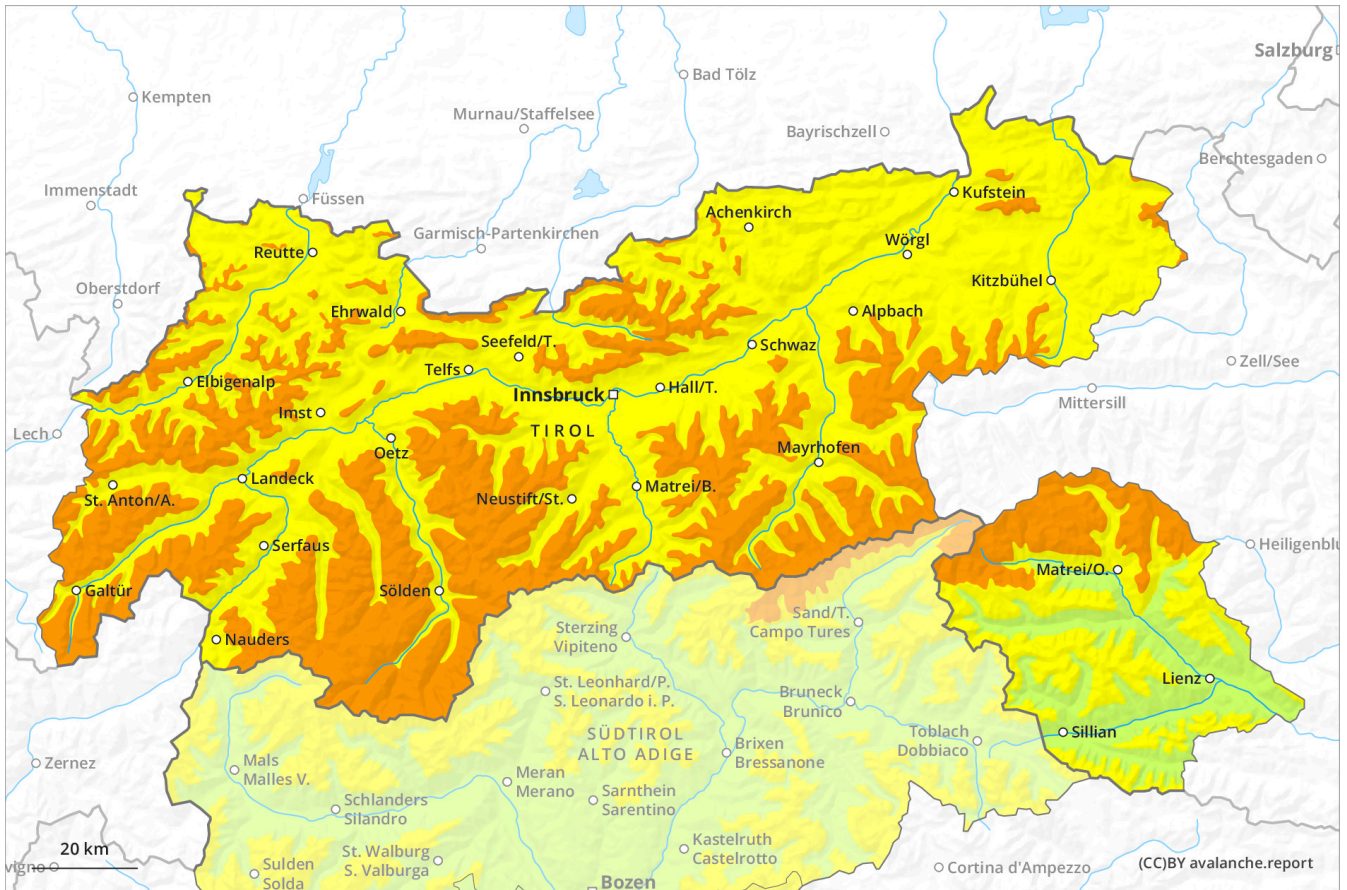 Salzburg
Bad Tölz
Kempten
Murnau/Staffelsee
Bayrischzell
Berchtesgaden
Immenstadt
Füssen
Kufstein
Achenkirch
Garmisch-Partenkirchen
Wörgl
Reutte
Kitzbühel
Oberstdorf
Ehrwald
Alpbach
Seefeld/T.
Schwaz
Zell/See
Telfs
Elbigenalp
Innsbruck
Hall/T.
Mittersill
Imst
Lech
TIROL
Oetz
Mayrhofen
Landeck
St. Anton/A.
Neustift/St.
Matrei/B.
Serfaus
Heiligenblu
Matrei/O.
Galtür
Sölden
Sand/T.
Campo Tures
Sterzing
Vipiteno
Nauders
St. Leonhard/P.
S. Leonardo i. P.
Bruneck
Brunico
Lienz
SÜDTIROL
ALTO ADIGE
Toblach
Dobbiaco
Sillian
Brixen
Bressanone
Mals
Malles V.
Zernez
Meran
Merano
Sarnthein
Sarentino
Schlanders
Silandro
Kastelruth
Castelrotto
20 km
St. Walburg
S. Valburga
Sulden
Solda
vigno
Cortina d'Ampezzo
(CC)BY avalanche.report
Bozen